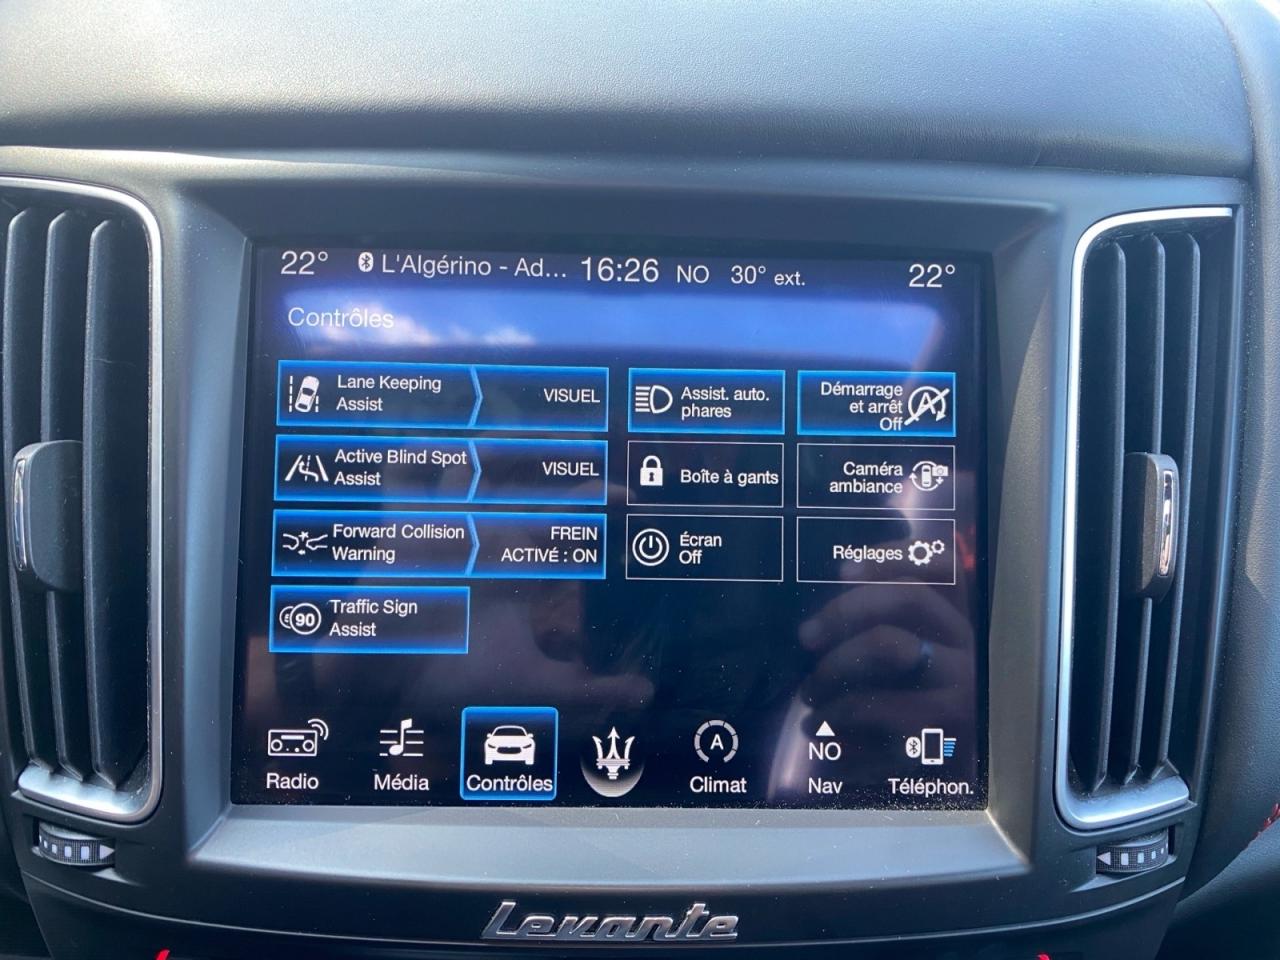 22° L'Algérino - Ad... 16:26 NO 30° ext. 22°
Contrôles
Lane Keeping
Assist
VISUEL
Assist. auto.
phares
Démarrage
et arrêt
Off
A
Active Blind Spot
Assist
VISUEL
Boîte à gants
Caméra
ambiance
Forward Collision
Warning
FREIN
ACTIVÉ : ON
Écran
Off
Réglages
90
Traffic Sign
Assist
Radio
Média
Contrôles
A
Climat
NO
Nav
Téléphon.
Levante